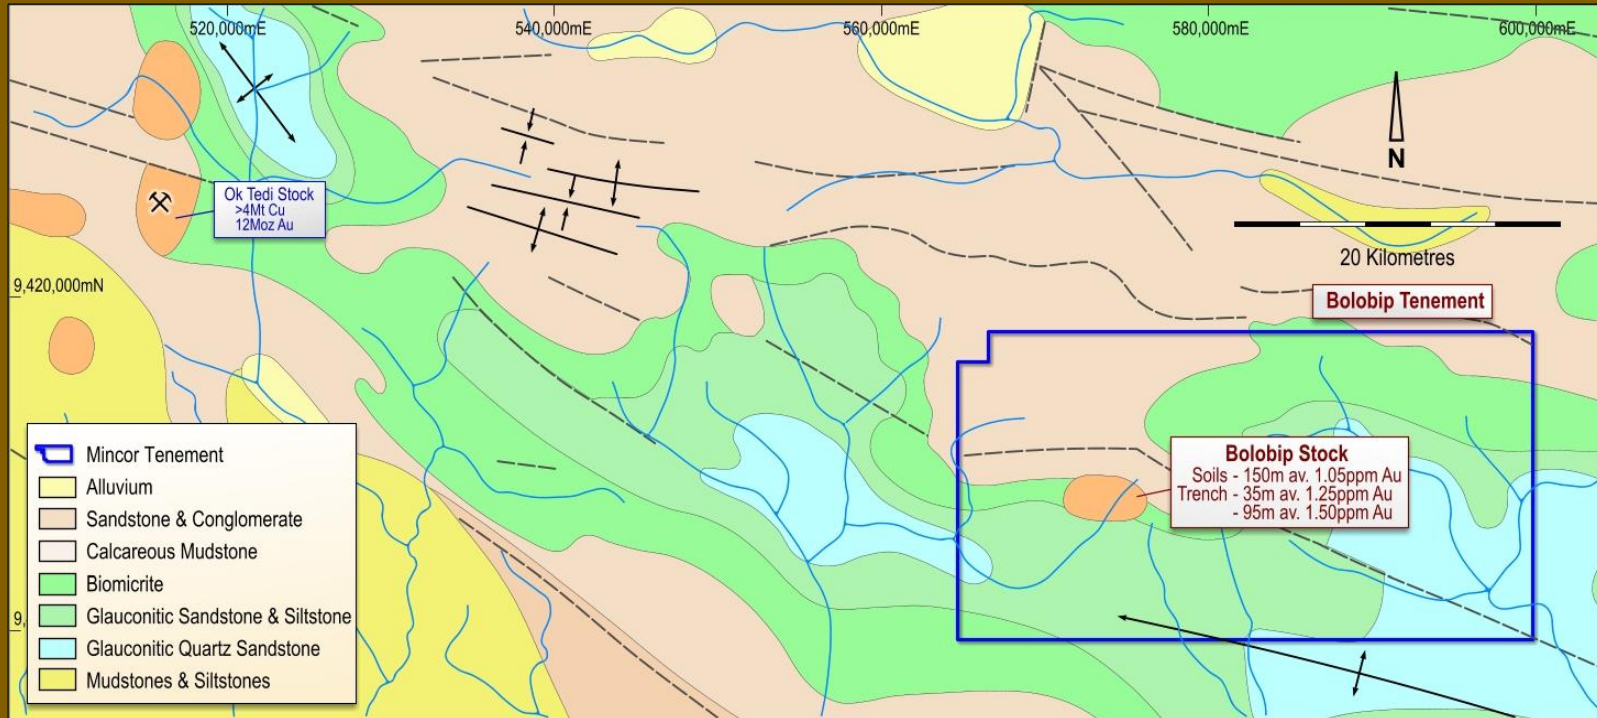 520,000mE
540,000mE
560,000mE
580,000mE
600,000mE
N
Ok Tedi Stock
>4Mt Cu
12Moz Au
20 Kilometres
9,420,000mN
Bolobip Tenement
Bolobip Stock
Soils - 150m av. 1.05ppm Au
Trench - 35m av. 1.25ppm Au
- 95m av. 1.50ppm Au
Mincor Tenement
Alluvium
Sandstone & Conglomerate
Calcareous Mudstone
Biomicrite
Glauconitic Sandstone & Siltstone
Glauconitic Quartz Sandstone
Mudstones & Siltstones
9,